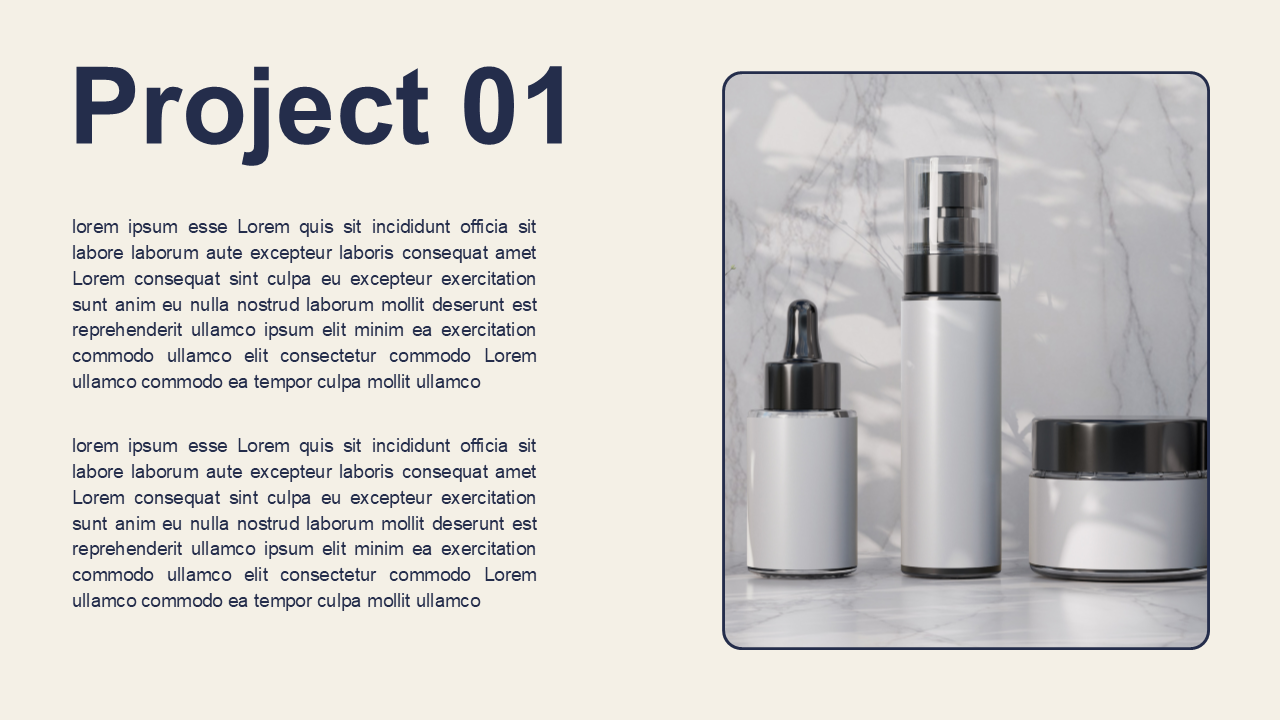 Project 01
lorem ipsum esse Lorem quis sit incididunt officia sit
labore laborum aute excepteur laboris consequat amet
Lorem consequat sint culpa eu excepteur exercitation
sunt anim eu nulla nostrud laborum mollit deserunt est
reprehenderit ullamco ipsum elit minim ea exercitation
commodo ullamco elit consectetur commodo Lorem
ullamco commodo ea tempor culpa mollit ullamco
lorem ipsum esse Lorem quis sit incididunt officia sit
labore laborum aute excepteur laboris consequat amet
Lorem consequat sint culpa eu excepteur exercitation
sunt anim eu nulla nostrud laborum mollit deserunt est
reprehenderit ullamco ipsum elit minim ea exercitation
commodo ullamco elit consectetur commodo Lorem
ullamco commodo ea tempor culpa mollit ullamco